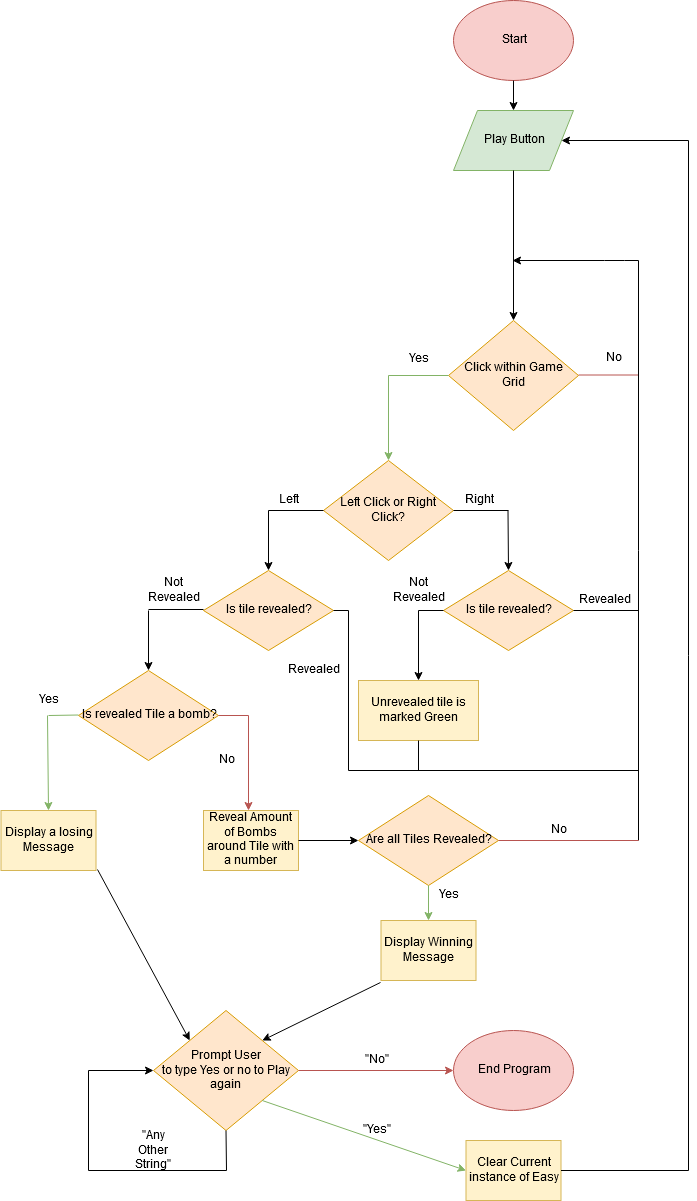 Start
Play Button
Click within Game
Grid
Yes
No
Left Click or Right
Click?
Left
Right
Not
Revealed
Is tile revealed?
Not
Revealed
Is tile revealed?
Revealed
Revealed
Unrevealed tile is
marked Green
Yes
Is revealed Tile a bomb?
No
Display a losing
Message
Reveal Amount
of Bombs
around Tile with
a number
Are all Tiles Revealed?
No
Yes
Display Winning
Message
Prompt User
to type Yes or no to Play
again
"No"
End Program
"Any
Other
String"
"Yes"
Clear Current
instance of Easy